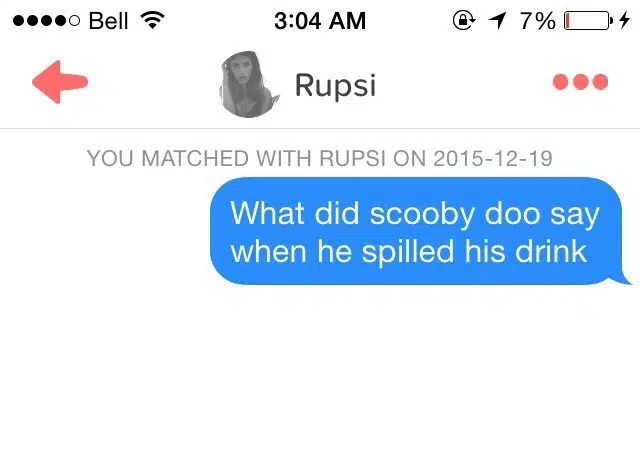 Bell 3:04 AM 7%
Rupsi
YOU MATCHED WITH RUPSI ON 2015-12-19
What did scooby doo say
when he spilled his drink